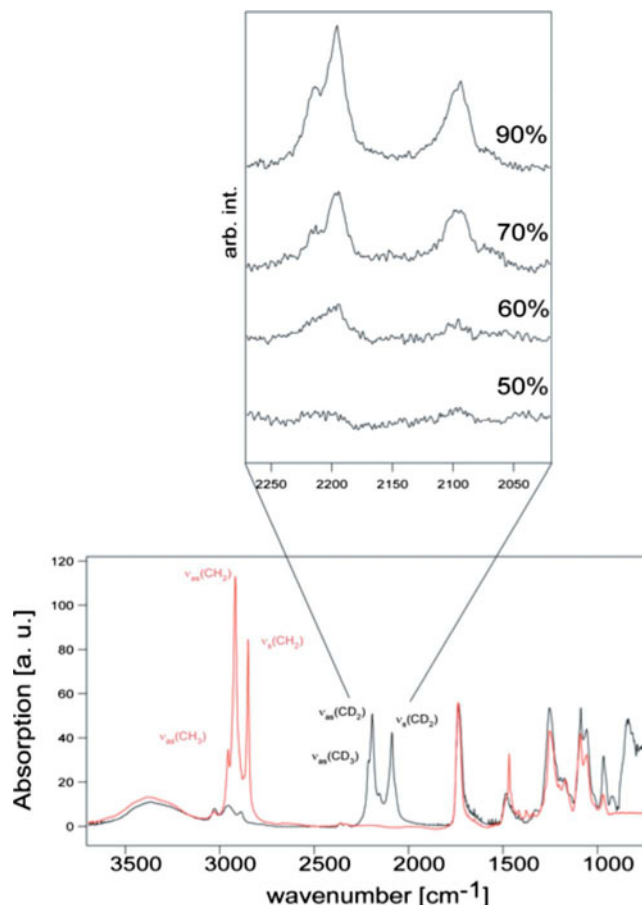 arb. int.
90%
70%
60%
50%
2250 2200 2150 2100 2050
Absorption [a. u.]
120
100
80
60
40
20
0
νas(CH2)
νs(CH2)
νas(CH3)
νas(CD2)
νs(CD2)
νas(CD3)
3500 3000 2500 2000 1500 1000
wavenumber [cm-1]